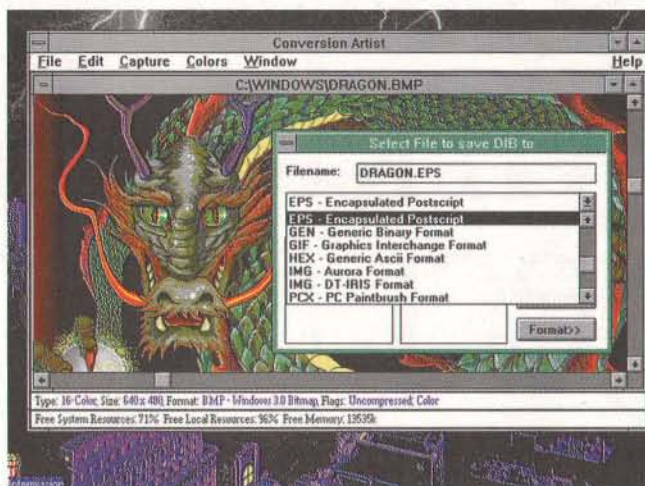 Conversion Artist
File Edit Capture Colors Window Help
C:\WINDOWS\DRAGON.BMP
Select File to save DIB to
Filename: DRAGON.EPS
EPS - Encapsulated Postscript
EPS - Encapsulated Postscript
GEN - Generic Binary Format
GIF - Graphics Interchange Format
HEX - Generic Ascii Format
IMG - Aurora Format
IMG - DT-IRIS Format
PCX - PC Paintbrush Format
Format>>
Type: 16-Color, Size: 640 x 480, Format: BMP - Windows 3.0 Bitmap, Flags: Uncompressed, Color
Free System Resources: 71% Free Local Resources: 96% Free Memory: 13535k